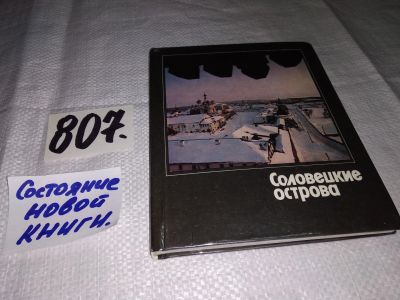 807.
Состояние
новой
книги.
Соловецкие
острова